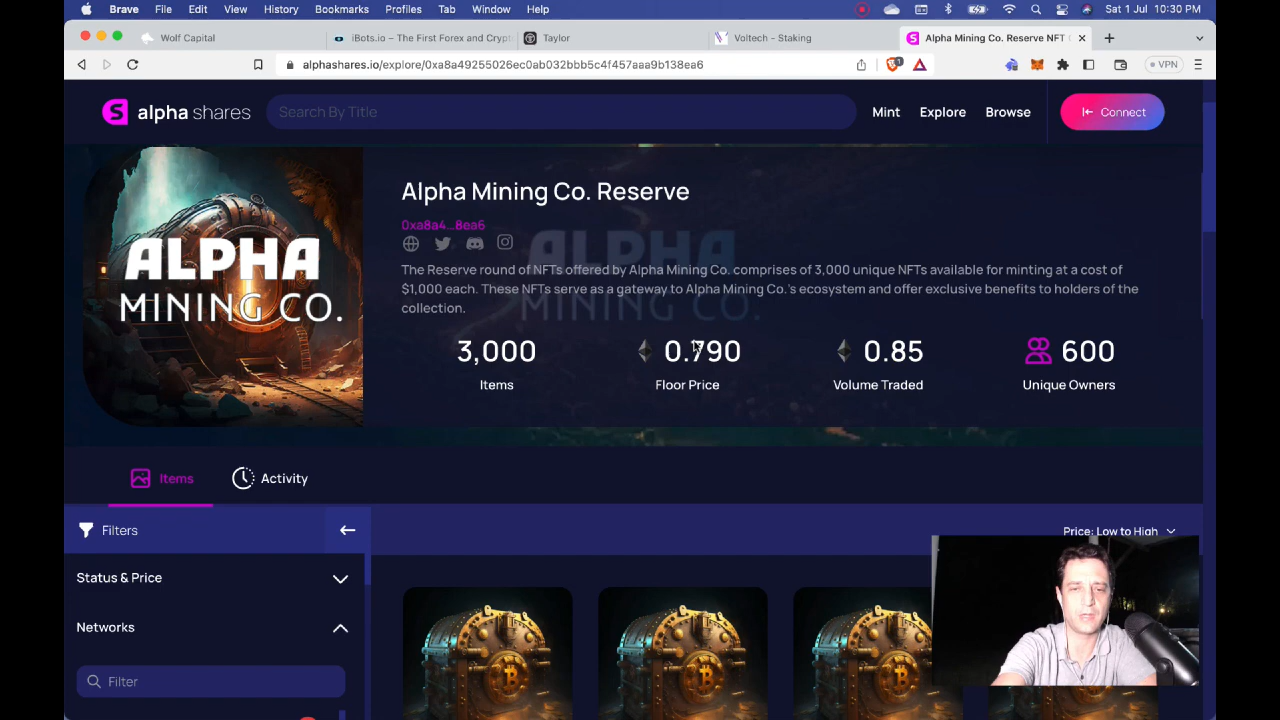 Brave File Edit View History Bookmarks Profiles Tab Window Help Sat 1 Jul 10:30 PM
Wolf Capital
iBots.io – The First Forex and Crypt
Taylor
Voltech - Staking
Alpha Mining Co. Reserve NFT
alphashares.io/explore/0xa8a49255026ec0ab032bbb5c4f457aaa9b138ea6
VPN
alpha shares
Search By Title
Mint Explore Browse
Connect
ALPHA
MINING CO.
Alpha Mining Co. Reserve
0xa8a4...8ea6
The Reserve round of NFTs offered by Alpha Mining Co. comprises of 3,000 unique NFTs available for minting at a cost of
$1,000 each. These NFTs serve as a gateway to Alpha Mining Co.'s ecosystem and offer exclusive benefits to holders of the
collection.
ALPHA
MINING CO.
3,000 0.790 0.85 600
Items Floor Price Volume Traded Unique Owners
Items Activity
Filters
Price: Low to High
Status & Price
Networks
Filter